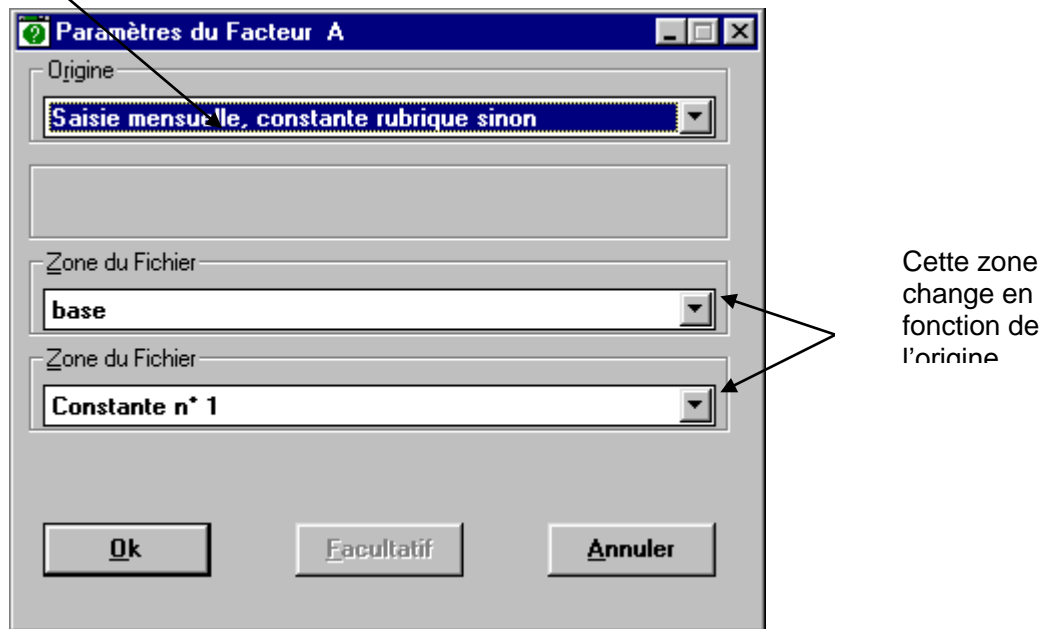 Paramètres du Facteur A
Origine
Saisie mensuelle, constante rubrique sinon
Zone du Fichier
base
Zone du Fichier
Constante n° 1
Ok
Facultatif
Annuler
Cette zone
change en
fonction de
l'origine